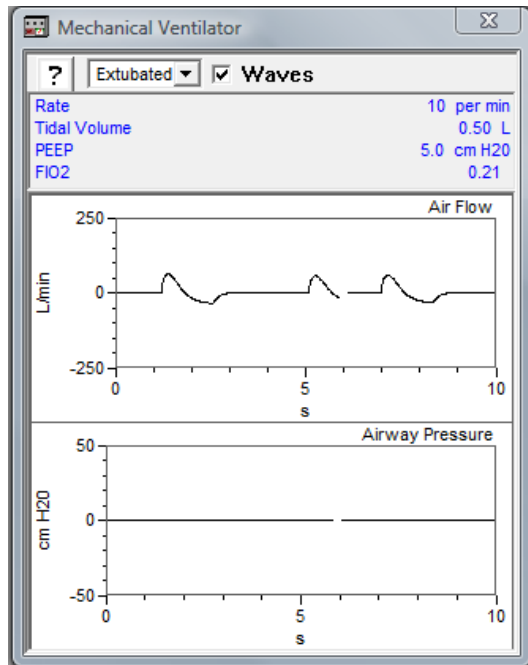 Mechanical Ventilator X
? Extubated Waves
Rate 10 per min
Tidal Volume 0.50 L
PEEP 5.0 cm H20
FIO2 0.21
Air Flow
250
0
-250
L/min
0 5 10
s
Airway Pressure
50
0
-50
cm H20
0 5 10
s